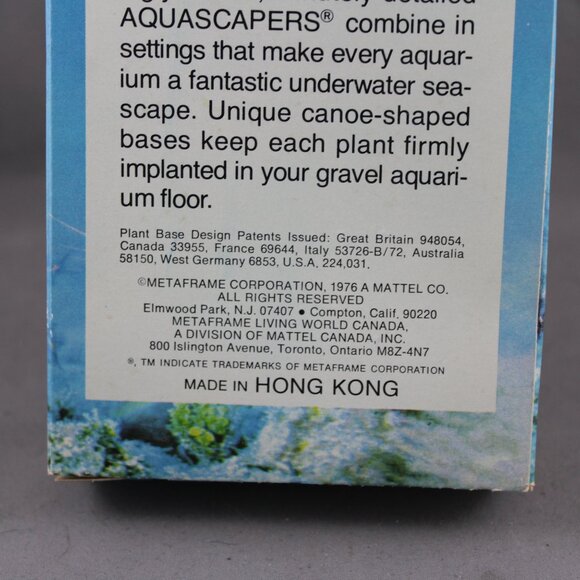 detailed
AQUASCAPERS® combine in
settings that make every aquar-
ium a fantastic underwater sea-
scape. Unique canoe-shaped
bases keep each plant firmly
implanted in your gravel aquari-
um floor.
Plant Base Design Patents Issued: Great Britain 948054,
Canada 33955, France 69644, Italy 53726-B/72, Australia
58150, West Germany 6853, U.S.A. 224,031.
©METAFRAME CORPORATION, 1976 A MATTEL CO.
ALL RIGHTS RESERVED
Elmwood Park, N.J. 07407 • Compton, Calif. 90220
METAFRAME LIVING WORLD CANADA,
A DIVISION OF MATTEL CANADA, INC.
800 Islington Avenue, Toronto, Ontario M8Z-4N7
®, TM INDICATE TRADEMARKS OF METAFRAME CORPORATION
MADE IN HONG KONG